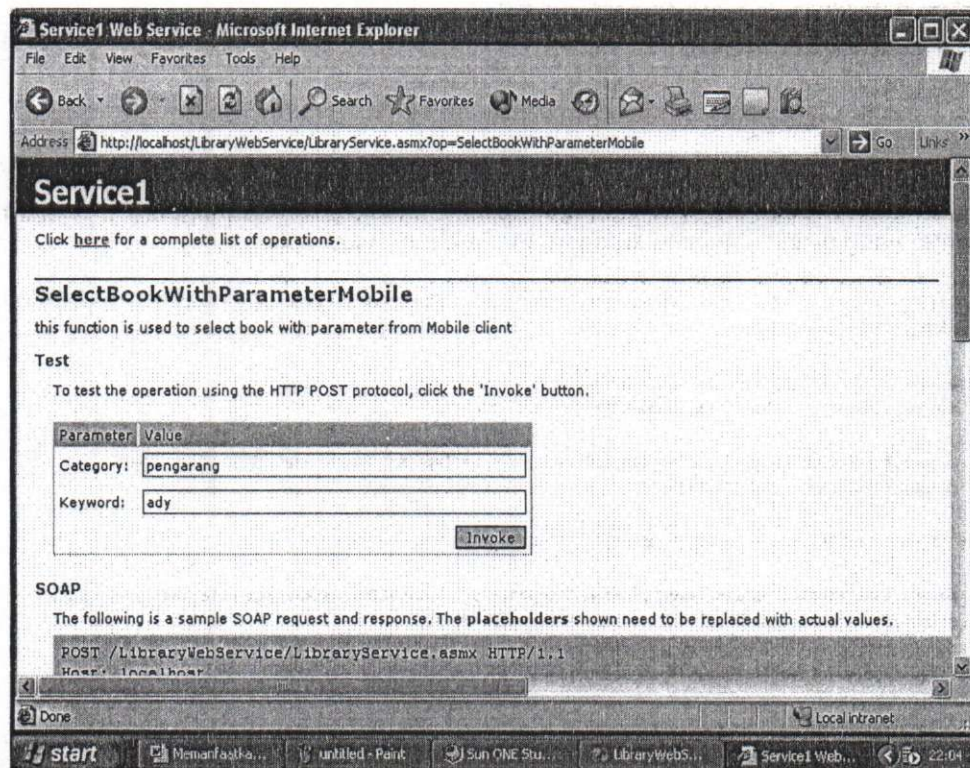 Service1 Web Service - Microsoft Internet Explorer
File Edit View Favorites Tools Help
Back Search Favorites Media
Address http://localhost/LibraryWebService/LibraryService.asmx?op=SelectBookWithParameterMobile Go Links »
Service1
Click here for a complete list of operations.
SelectBookWithParameterMobile
this function is used to select book with parameter from Mobile client
Test
To test the operation using the HTTP POST protocol, click the 'Invoke' button.
Parameter Value
Category: pengarang
Keyword: ady
Invoke
SOAP
The following is a sample SOAP request and response. The placeholders shown need to be replaced with actual values.
POST /LibraryWebService/LibraryService.asmx HTTP/1.1
Host: localhost
Done Local intranet
start Memanfaatka... untitled - Paint Sun ONE Stu... LibraryWebS... Service1 Web... 22:04